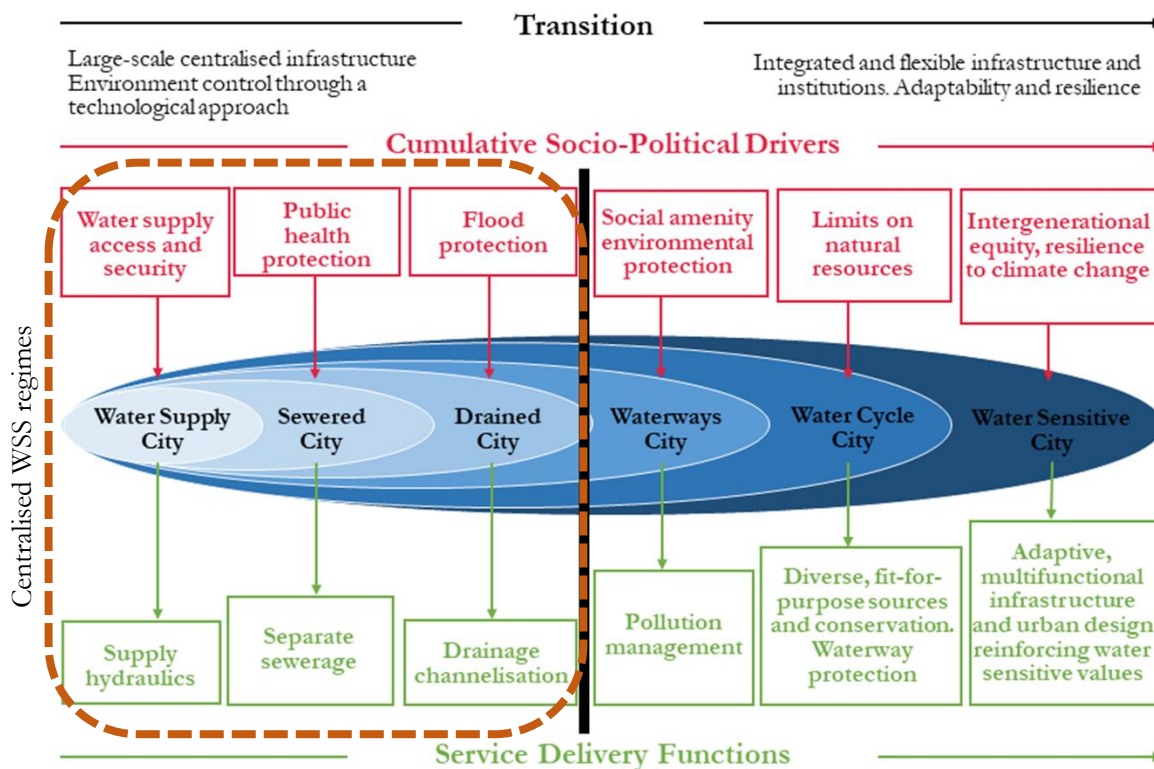 Transition
Large-scale centralised infrastructure
Environment control through a
technological approach
Integrated and flexible infrastructure and
institutions. Adaptability and resilience
Cumulative Socio-Political Drivers
Water supply
access and
security
Public
health
protection
Flood
protection
Social amenity
environmental
protection
Limits on
natural
resources
Intergenerational
equity, resilience
to climate change
Centralised WSS regimes
Water Supply
City
Sewered
City
Drained
City
Waterways
City
Water Cycle
City
Water Sensitive
City
Supply
hydraulics
Separate
sewerage
Drainage
channelisation
Pollution
management
Diverse, fit-for-
purpose sources
and conservation.
Waterway
protection
Adaptive,
multifunctional
infrastructure
and urban design
reinforcing water
sensitive values
Service Delivery Functions